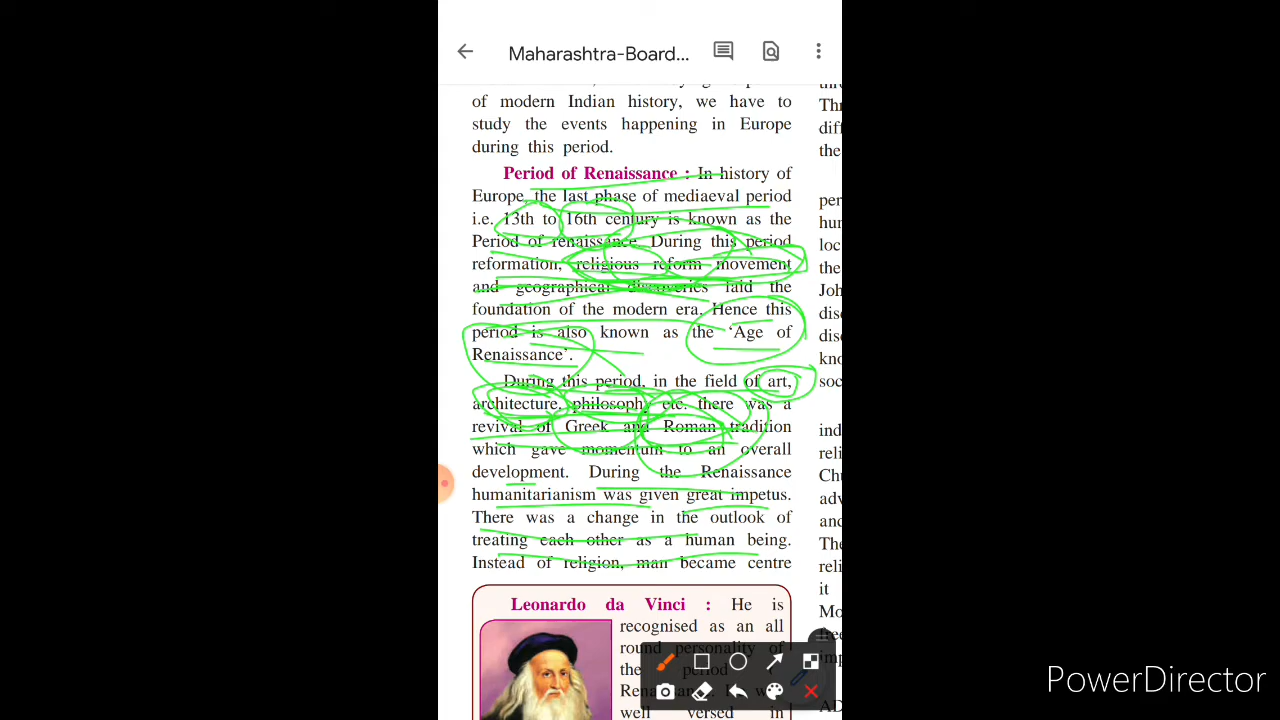 Maharashtra-Board...
of modern Indian history, we have to
study the events happening in Europe
during this period.
Period of Renaissance : In history of
Europe, the last phase of mediaeval period
i.e. 13th to 16th century is known as the
Period of renaissance. During this period
reformation, religious reform movement
and geographical discoveries laid the
foundation of the modern era. Hence this
period is also known as the ‘Age of
Renaissance’.
During this period, in the field of art,
architecture, philosophy etc. there was a
revival of Greek and Roman tradition
which gave momentum to an overall
development. During the Renaissance
humanitarianism was given great impetus.
There was a change in the outlook of
treating each other as a human being.
Instead of religion, man became centre
Leonardo da Vinci : He is
recognised as an all
round personality of
the period
well versed in
PowerDirector